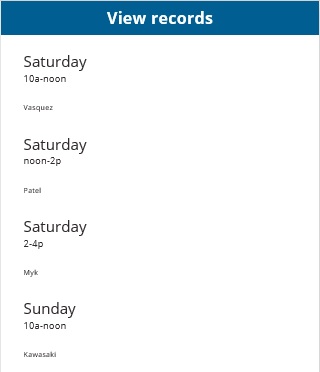 View records
Saturday
10a-noon
Vasquez
Saturday
noon-2p
Patel
Saturday
2-4p
Myk
Sunday
10a-noon
Kawasaki